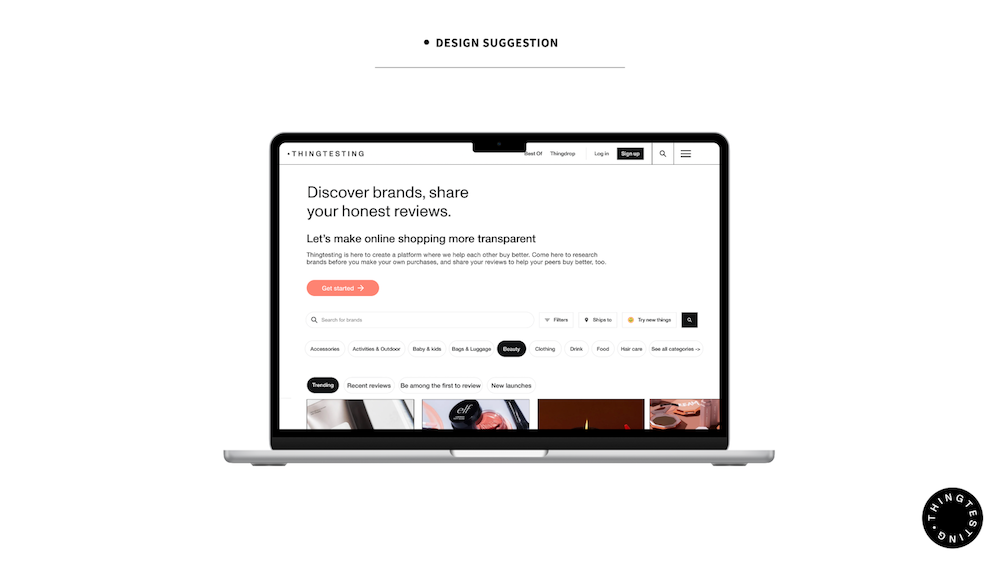 • DESIGN SUGGESTION
•THINGTESTING
Best Of Thingdrop Log in Sign up
Discover brands, share
your honest reviews.
Let's make online shopping more transparent
Thingtesting is here to create a platform where we help each other buy better. Come here to research
brands before you make your own purchases, and share your reviews to help your peers buy better, too.
Get started →
Search for brands Filters Ships to Try new things
Accessories Activities & Outdoor Baby & kids Bags & Luggage Beauty Clothing Drink Food Hair care See all categories ->
Trending Recent reviews Be among the first to review New launches
elf
THINGTESTING •